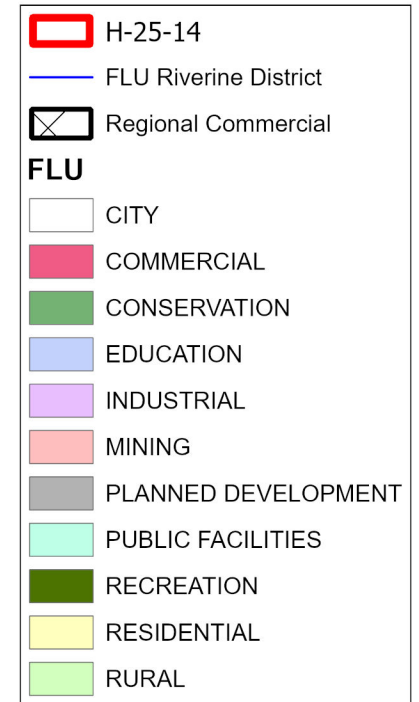 H-25-14
FLU Riverine District
Regional Commercial
FLU
CITY
COMMERCIAL
CONSERVATION
EDUCATION
INDUSTRIAL
MINING
PLANNED DEVELOPMENT
PUBLIC FACILITIES
RECREATION
RESIDENTIAL
RURAL